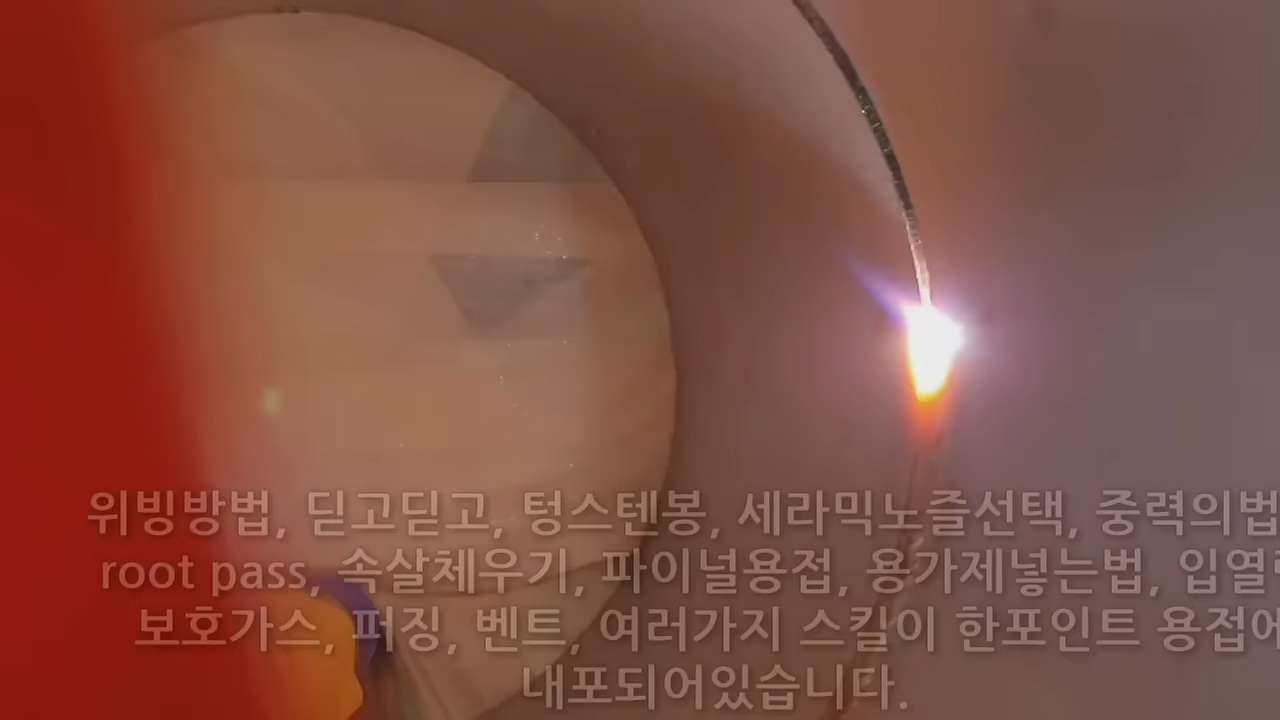 위빙방법, 딛고딛고, 텅스텐봉, 세라믹노즐선택, 중력의법
root pass, 속살체우기, 파이널용접, 용가제넣는법, 입열
보호가스, 퍼징, 벤트, 여러가지 스킬이 한포인트 용접에
내포되어있습니다.